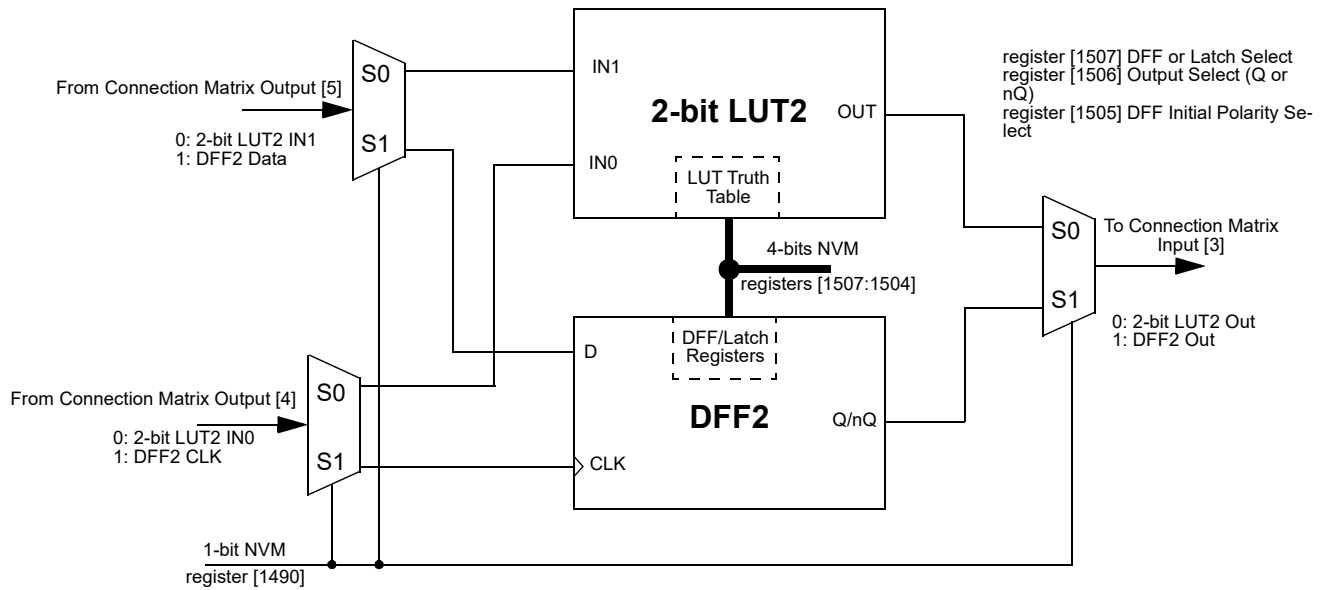 From Connection Matrix Output [5]
0: 2-bit LUT2 IN1
1: DFF2 Data
S0
S1
IN1
2-bit LUT2
OUT
IN0
LUT Truth
Table
register [1507] DFF or Latch Select
register [1506] Output Select (Q or
nQ)
register [1505] DFF Initial Polarity Se-
lect
4-bits NVM
registers [1507:1504]
S0
S1
To Connection Matrix
Input [3]
0: 2-bit LUT2 Out
1: DFF2 Out
D
DFF/Latch
Registers
DFF2
Q/nQ
CLK
From Connection Matrix Output [4]
0: 2-bit LUT2 IN0
1: DFF2 CLK
S0
S1
1-bit NVM
register [1490]